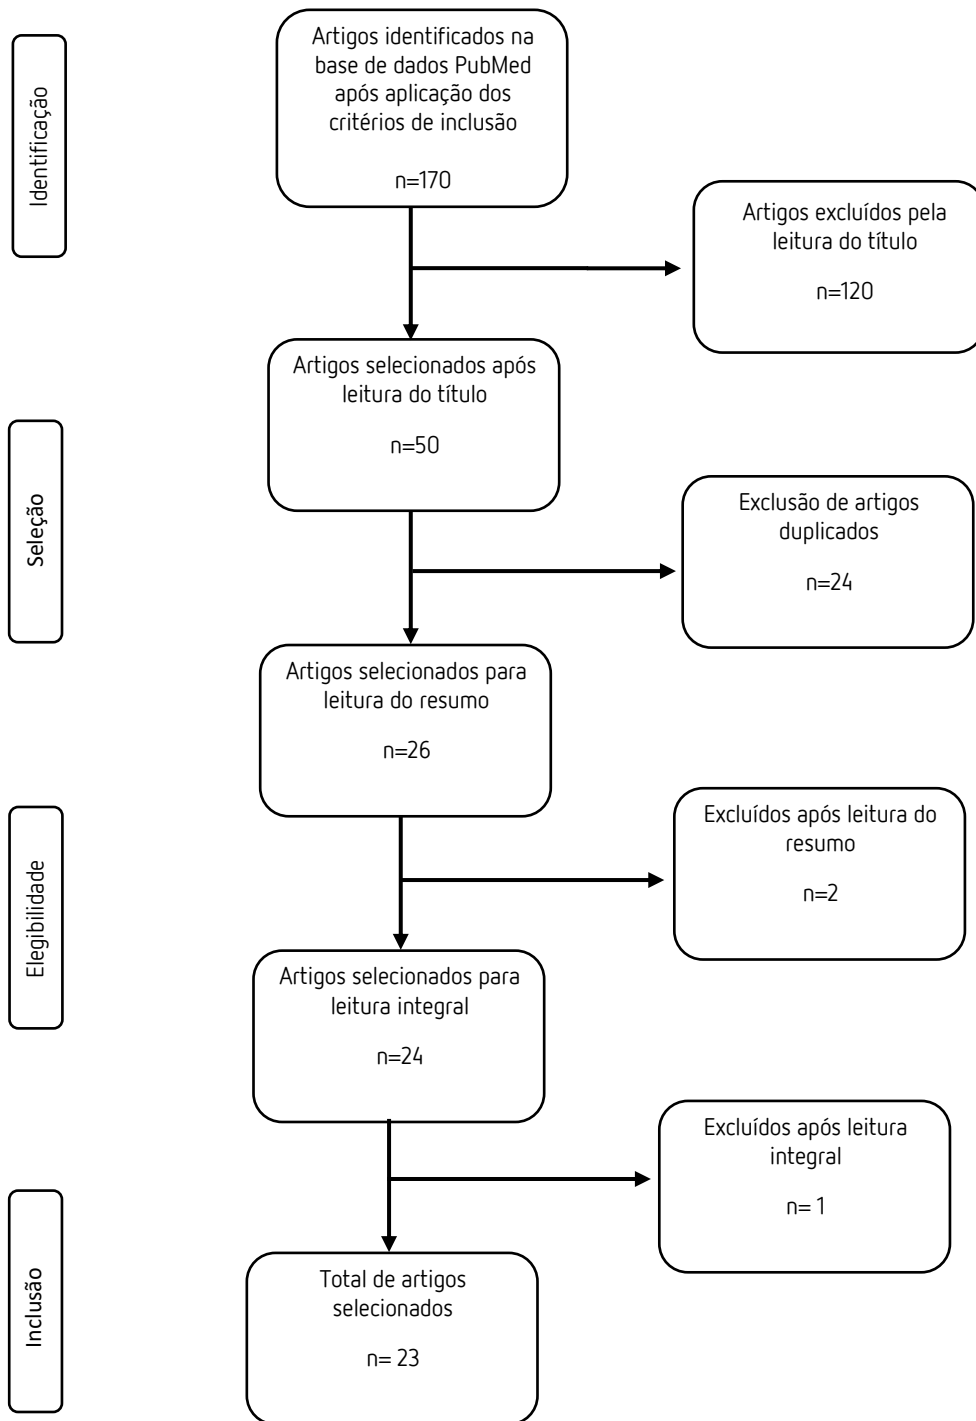 Identificação
Artigos identificados na
base de dados PubMed
após aplicação dos
critérios de inclusão
n=170
Artigos excluídos pela
leitura do título
n=120
Artigos selecionados após
leitura do título
n=50
Seleção
Exclusão de artigos
duplicados
n=24
Artigos selecionados para
leitura do resumo
n=26
Elegibilidade
Excluídos após leitura do
resumo
n=2
Artigos selecionados para
leitura integral
n=24
Excluídos após leitura
integral
n= 1
Inclusão
Total de artigos
selecionados
n= 23